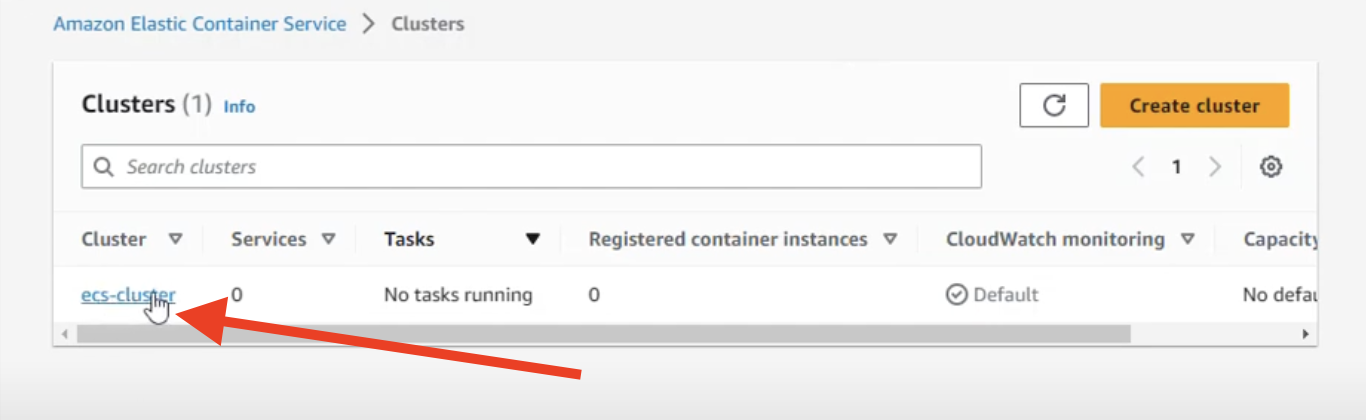 Amazon Elastic Container Service > Clusters
Clusters (1) Info
Create cluster
Search clusters
1
Cluster Services Tasks Registered container instances CloudWatch monitoring Capacity
ecs-cluster 0 No tasks running 0 Default No defau